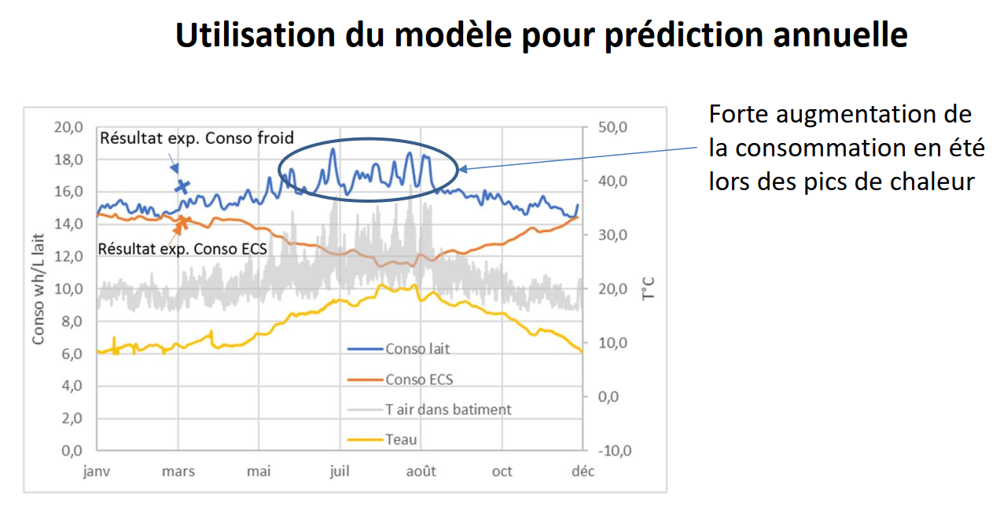 Utilisation du modèle pour prédiction annuelle
Forte augmentation de
la consommation en été
lors des pics de chaleur
Résultat exp. Conso froid
Résultat exp. Conso ECS
Conso wh/L lait
20,0
18,0
16,0
14,0
12,0
10,0
8,0
6,0
4,0
2,0
0,0
50,0
40,0
30,0
20,0
10,0
0,0
-10,0
T°C
Conso lait
Conso ECS
T air dans batiment
Teau
janv mars mai juil août oct déc